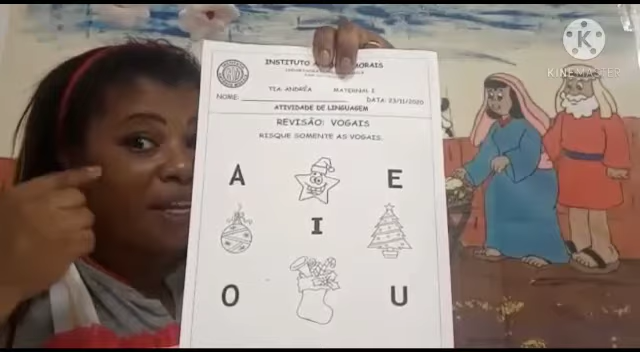 KINEMASTER
INSTITUTO
ORAIS
TIA: ANDRÉA MATERNAL I
NOME: DATA: 23/11/2020
ATIVIDADE DE LINGUAGEM
REVISÃO: VOGAIS
RISQUE SOMENTE AS VOGAIS.
A E
I
O U